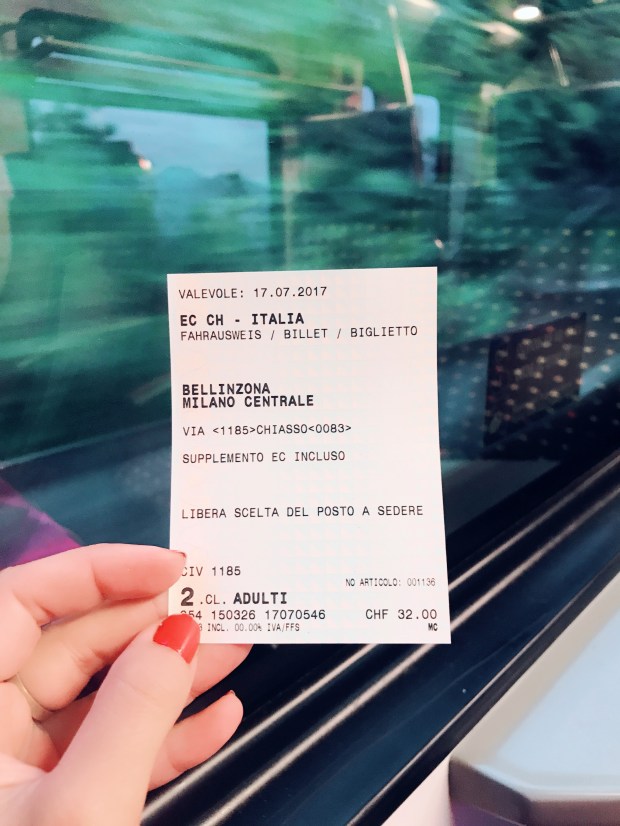 VALEVOLE: 17.07.2017
EC CH - ITALIA
FAHRAUSWEIS / BILLET / BIGLIETTO
BELLINZONA
MILANO CENTRALE
VIA <1185>CHIASSO<0083>
SUPPLEMENTO EC INCLUSO
LIBERA SCELTA DEL POSTO A SEDERE
CIV 1185
NO ARTICOLO: 001136
2.CL. ADULTI
150326 17070546 CHF 32.00
INCL. 00.00% IVA/FFS MC